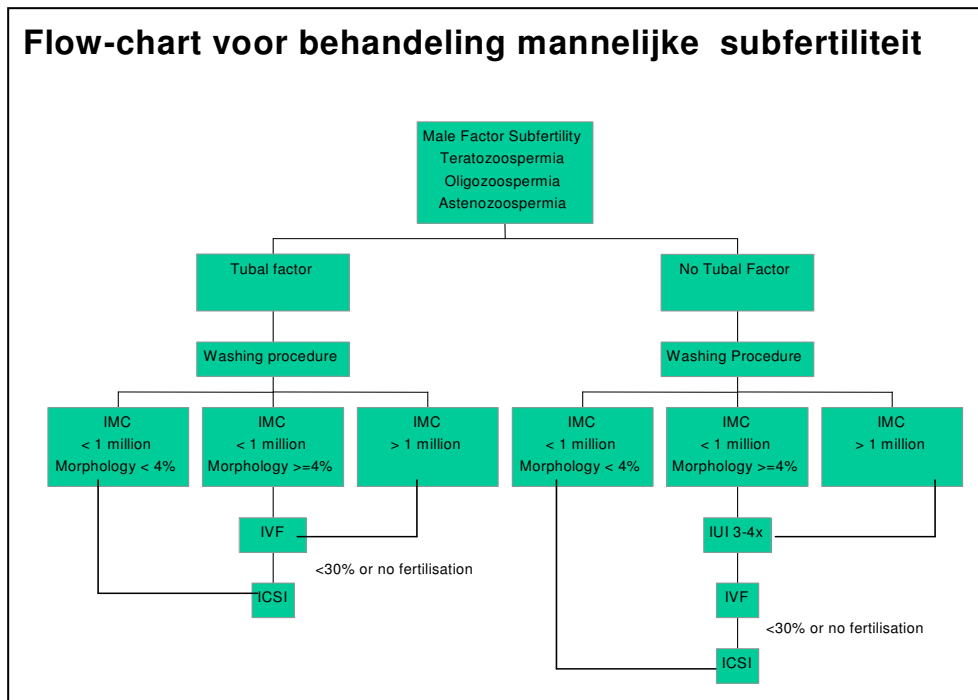 Flow-chart voor behandeling mannelijke subfertiliteit
Male Factor Subfertility
Teratozoospermia
Oligozoospermia
Astenozoospermia
Tubal factor
No Tubal Factor
Washing procedure
Washing Procedure
IMC
< 1 million
Morphology < 4%
IMC
< 1 million
Morphology >=4%
IMC
> 1 million
IMC
< 1 million
Morphology < 4%
IMC
< 1 million
Morphology >=4%
IMC
> 1 million
IVF
<30% or no fertilisation
ICSI
IUI 3-4x
IVF
<30% or no fertilisation
ICSI